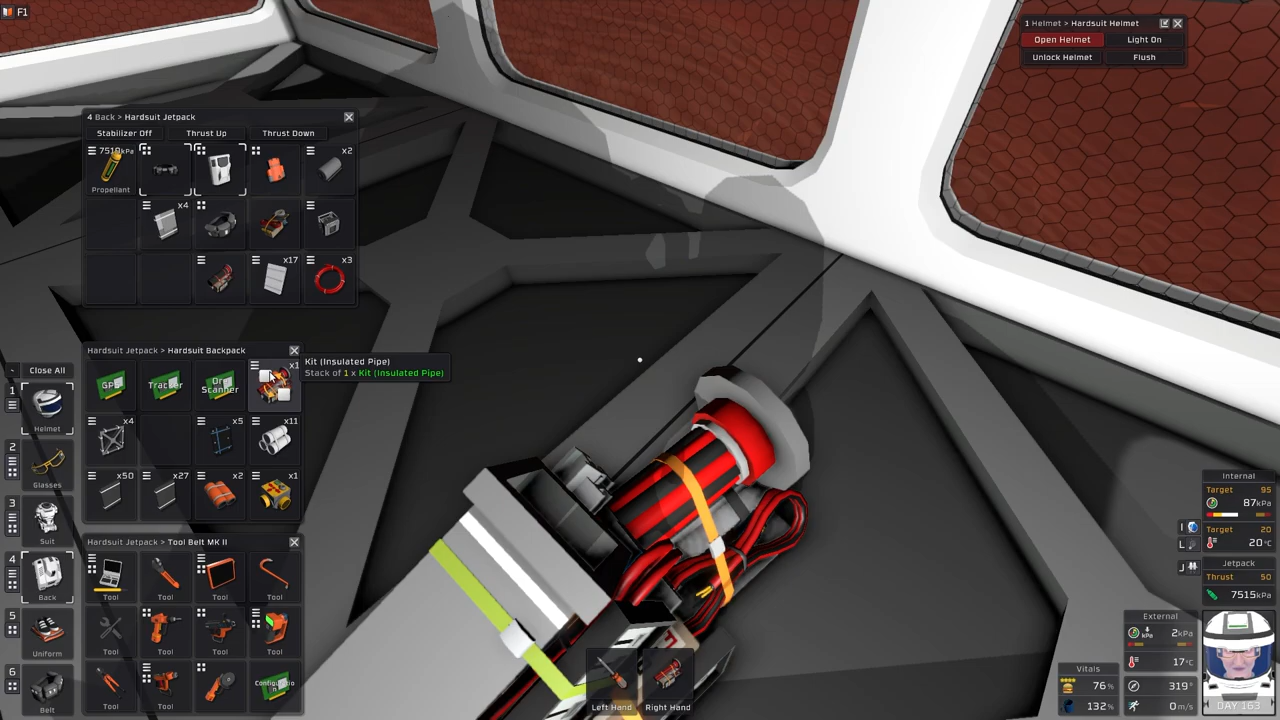 F1
1 Helmet > Hardsuit Helmet
Open Helmet
Light On
Unlock Helmet
Flush
4 Back > Hardsuit Jetpack
Stabilizer Off
Thrust Up
Thrust Down
x2
Propellant
x4
x17
x3
Hardsuit Jetpack > Hardsuit Backpack
GPS
Tracker
x1
Kit (Insulated Pipe)
Stack of 1 x Kit (Insulated Pipe)
x4
x5
x11
x50
x27
x2
x1
Hardsuit Jetpack > Tool Belt MK II
Tool
Tool
Tool
Tool
Tool
Tool
Tool
Tool
Tool
Tool
Tool
Close All
1
Helmet
2
Glasses
3
Suit
4
Back
5
Uniform
6
Belt
Left Hand
Right Hand
Internal
Target 95
87kPa
Target 20
20°C
Jetpack
Thrust 50
7515kPa
External
kPa
2kPa
17°C
319°
0m/s
Vitals
76%
132%
I
L
J
DAY 163